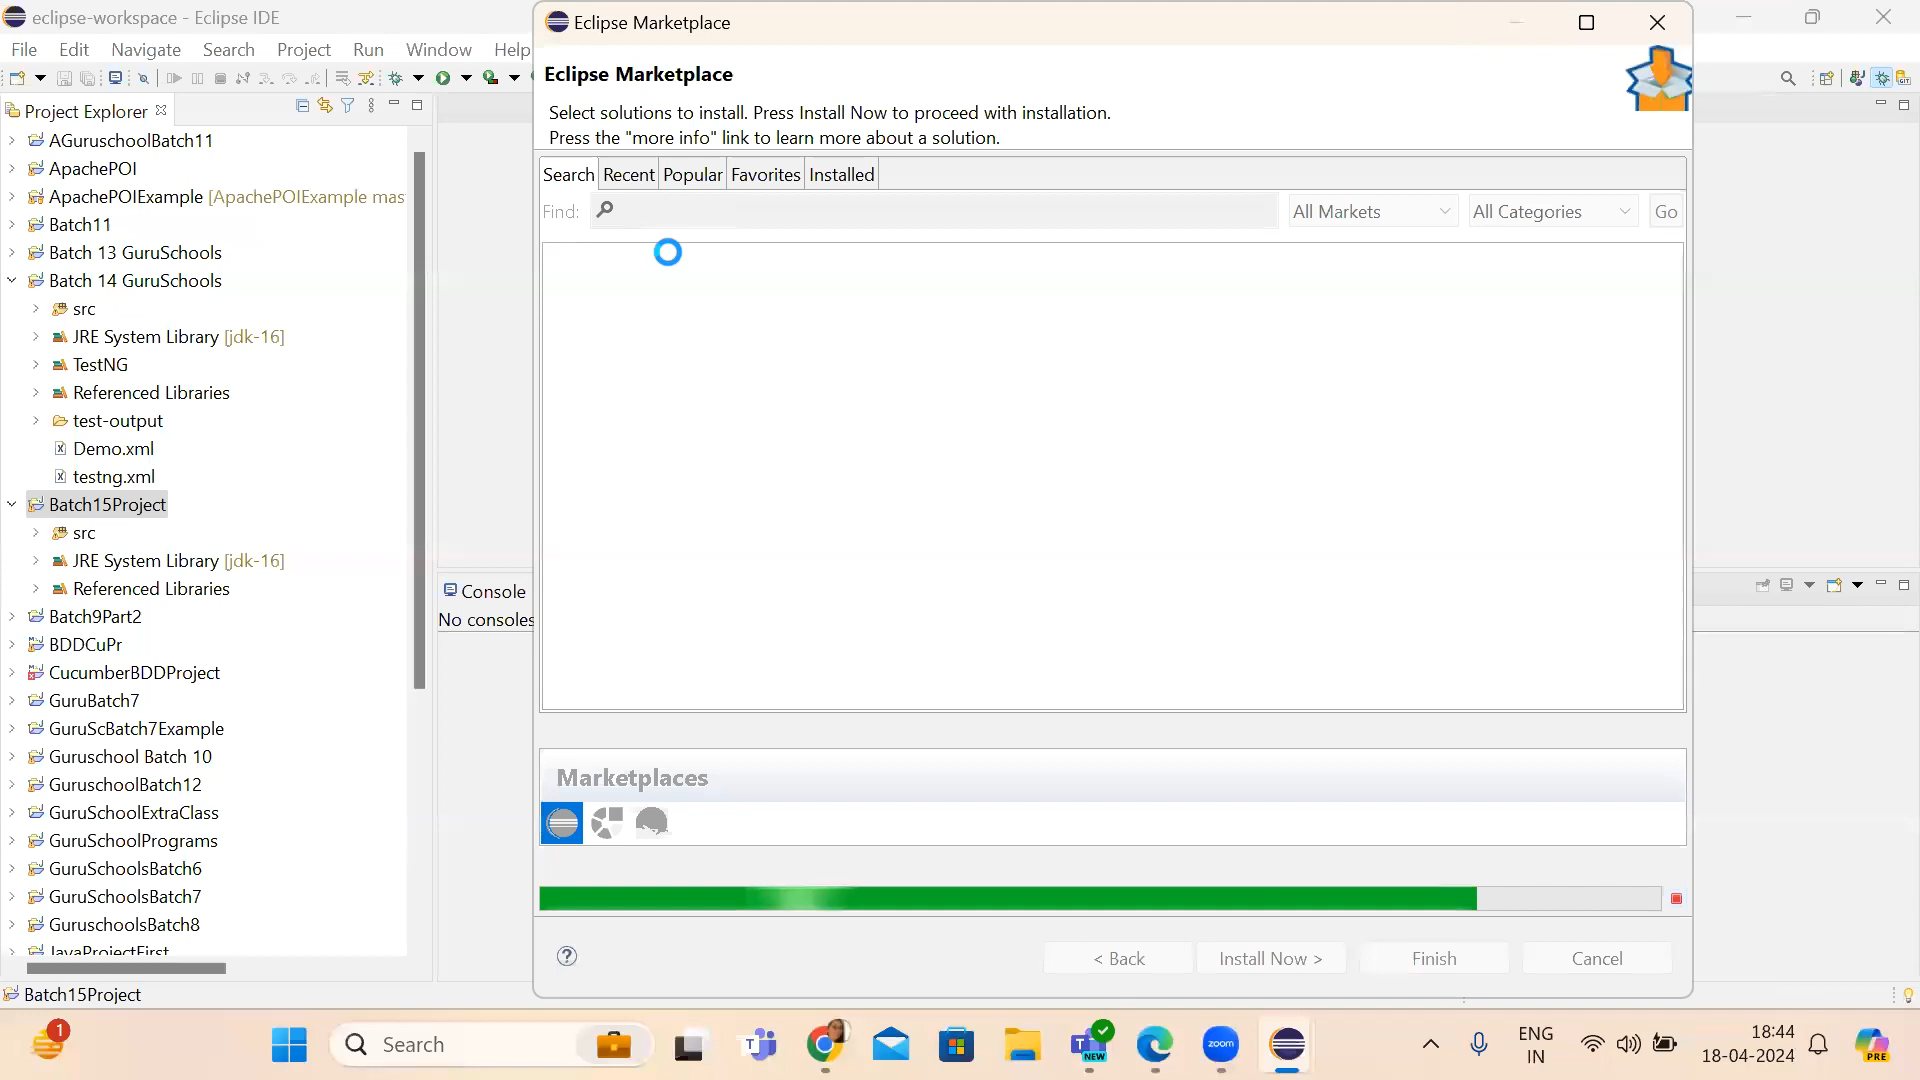 eclipse-workspace - Eclipse IDE
File Edit Navigate Search Project Run Window Help
Project Explorer
AGuruschoolBatch11
ApachePOI
ApachePOIExample [ApachePOIExample mas
Batch11
Batch 13 GuruSchools
Batch 14 GuruSchools
src
JRE System Library [jdk-16]
TestNG
Referenced Libraries
test-output
Demo.xml
testng.xml
Batch15Project
src
JRE System Library [jdk-16]
Referenced Libraries
Batch9Part2
BDDCuPr
CucumberBDDProject
GuruBatch7
GuruScBatch7Example
Guruschool Batch 10
GuruschoolBatch12
GuruSchoolExtraClass
GuruSchoolPrograms
GuruSchoolsBatch6
GuruSchoolsBatch7
GuruschoolsBatch8
JavaProjectFirst
Batch15Project
Console
No consoles
Eclipse Marketplace
Eclipse Marketplace
Select solutions to install. Press Install Now to proceed with installation.
Press the "more info" link to learn more about a solution.
Search Recent Popular Favorites Installed
Find: All Markets All Categories Go
Marketplaces
< Back Install Now > Finish Cancel
1
Search
NEW
zoom
ENG
IN
18:44
18-04-2024
PRE